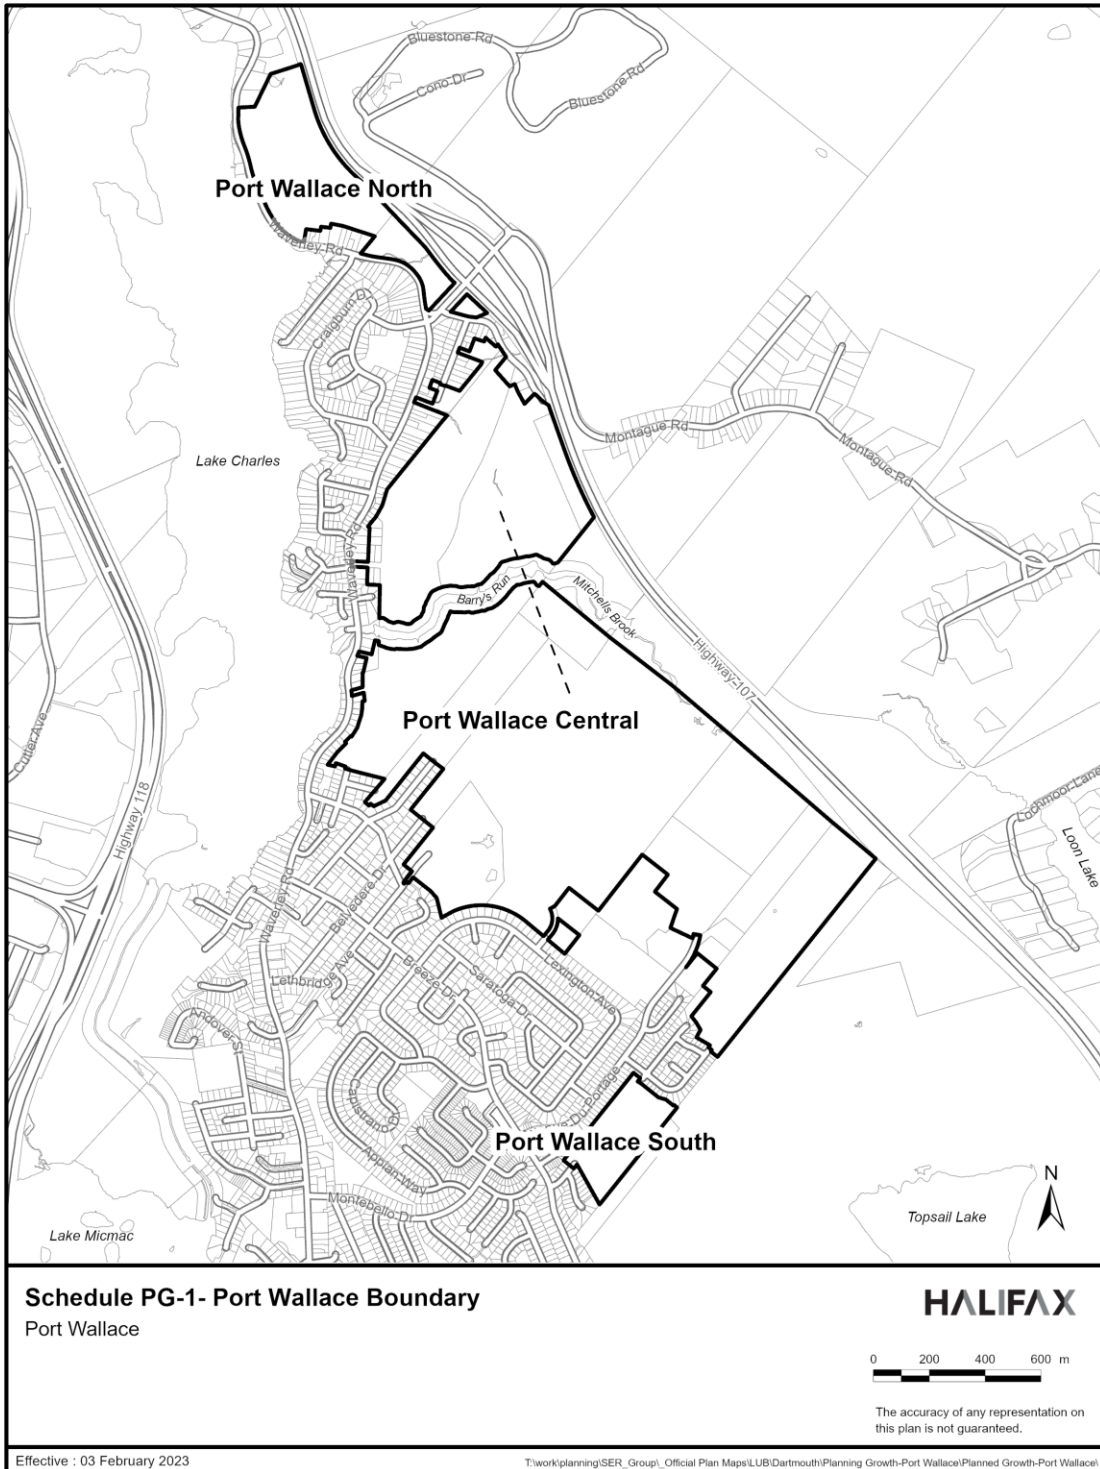 Bluestone Rd
Cono Dr
Bluestone Rd
Port Wallace North
Waverley Rd
Craigburn Dr
Montague Rd
Montague Rd
Lake Charles
Waverley Rd
Barry's Run
Mitchells Brook
Highway 107
Port Wallace Central
Cutler Ave
Highway 118
Lochmoor Lane
Loon Lake
Waverley Rd
Belvedere Dr
Lethbridge Ave
Breeze Dr
Saratoga Dr
Lexington Ave
Andover St
Capistrano Dr
Du Portage
Port Wallace South
Appian Way
Montebello Dr
Lake Micmac
Topsail Lake
N
Schedule PG-1- Port Wallace Boundary
Port Wallace
HALIFAX
0 200 400 600 m
The accuracy of any representation on
this plan is not guaranteed.
Effective : 03 February 2023
T:\work\planning\SER_Group\_Official Plan Maps\LUB\Dartmouth\Planning Growth-Port Wallace\Planned Growth-Port Wallace\